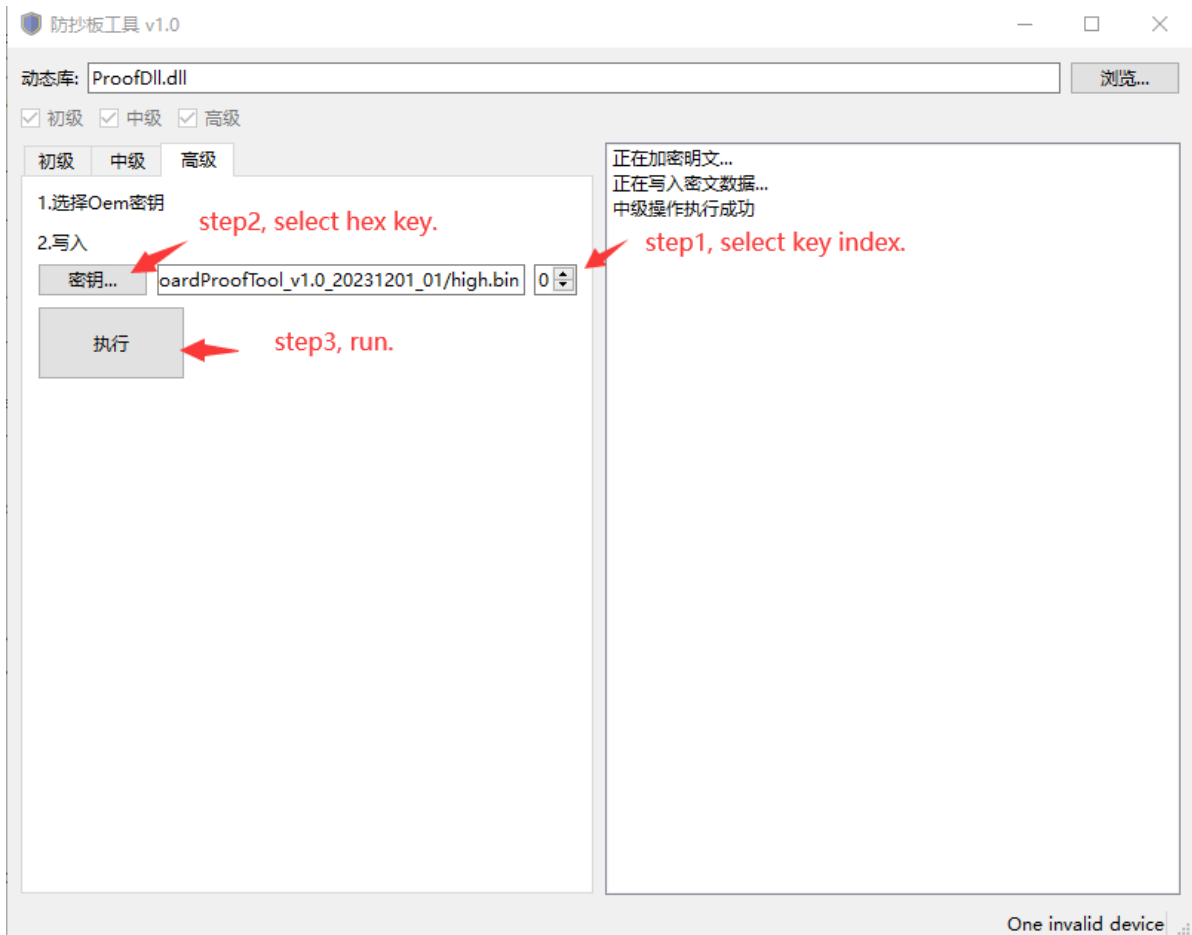 防抄板工具 v1.0
动态库: ProofDll.dll 浏览...
初级 中级 高级
初级 中级 高级
1.选择Oem密钥
step2, select hex key.
2.写入
密钥... oardProofTool_v1.0_20231201_01/high.bin 0
执行
step3, run.
正在加密明文...
正在写入密文数据...
中级操作执行成功
step1, select key index.
One invalid device